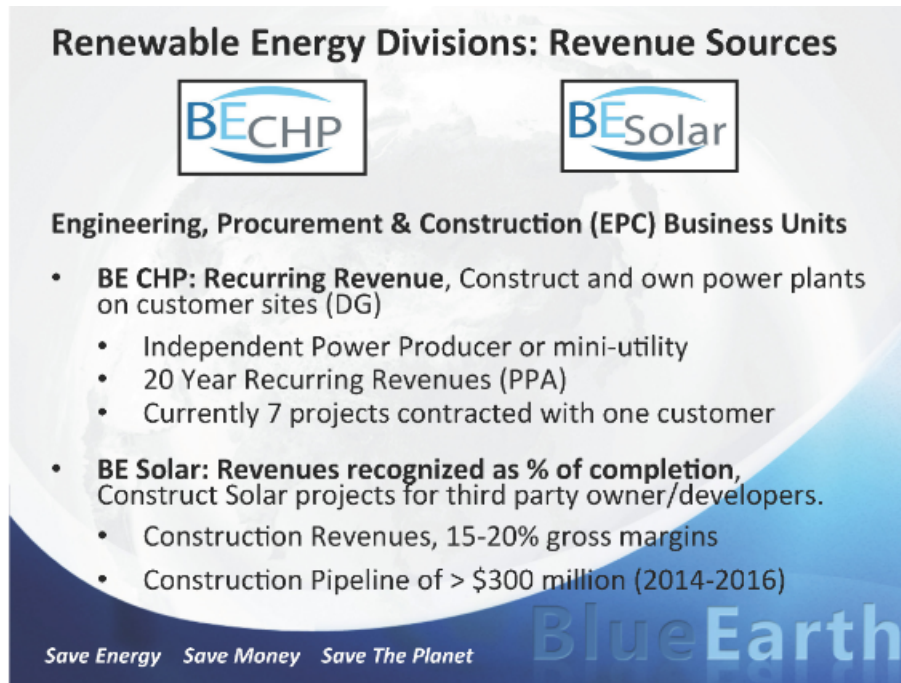 Renewable Energy Divisions: Revenue Sources
BE CHP
BE Solar
Engineering, Procurement & Construction (EPC) Business Units
• BE CHP: Recurring Revenue, Construct and own power plants
on customer sites (DG)
• Independent Power Producer or mini-utility
• 20 Year Recurring Revenues (PPA)
• Currently 7 projects contracted with one customer
• BE Solar: Revenues recognized as % of completion,
Construct Solar projects for third party owner/developers.
• Construction Revenues, 15-20% gross margins
• Construction Pipeline of > $300 million (2014-2016)
Save Energy Save Money Save The Planet
BlueEarth